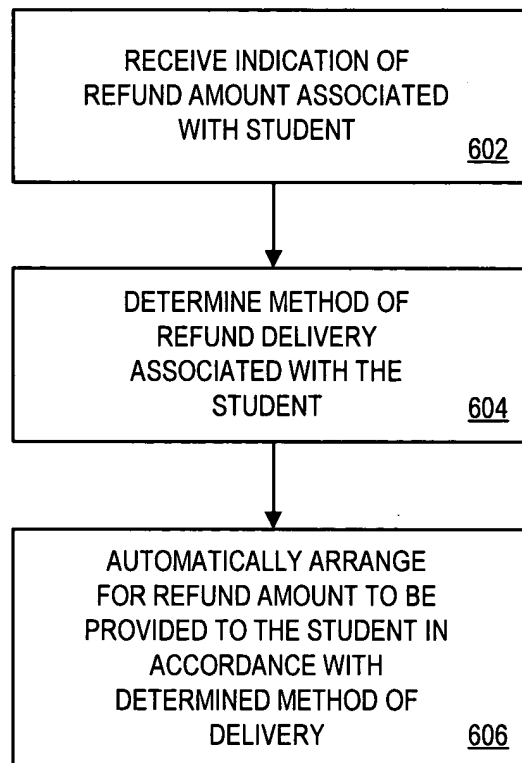 RECEIVE INDICATION OF
REFUND AMOUNT ASSOCIATED
WITH STUDENT
602
DETERMINE METHOD OF
REFUND DELIVERY
ASSOCIATED WITH THE
STUDENT
604
AUTOMATICALLY ARRANGE
FOR REFUND AMOUNT TO BE
PROVIDED TO THE STUDENT IN
ACCORDANCE WITH
DETERMINED METHOD OF
DELIVERY
606